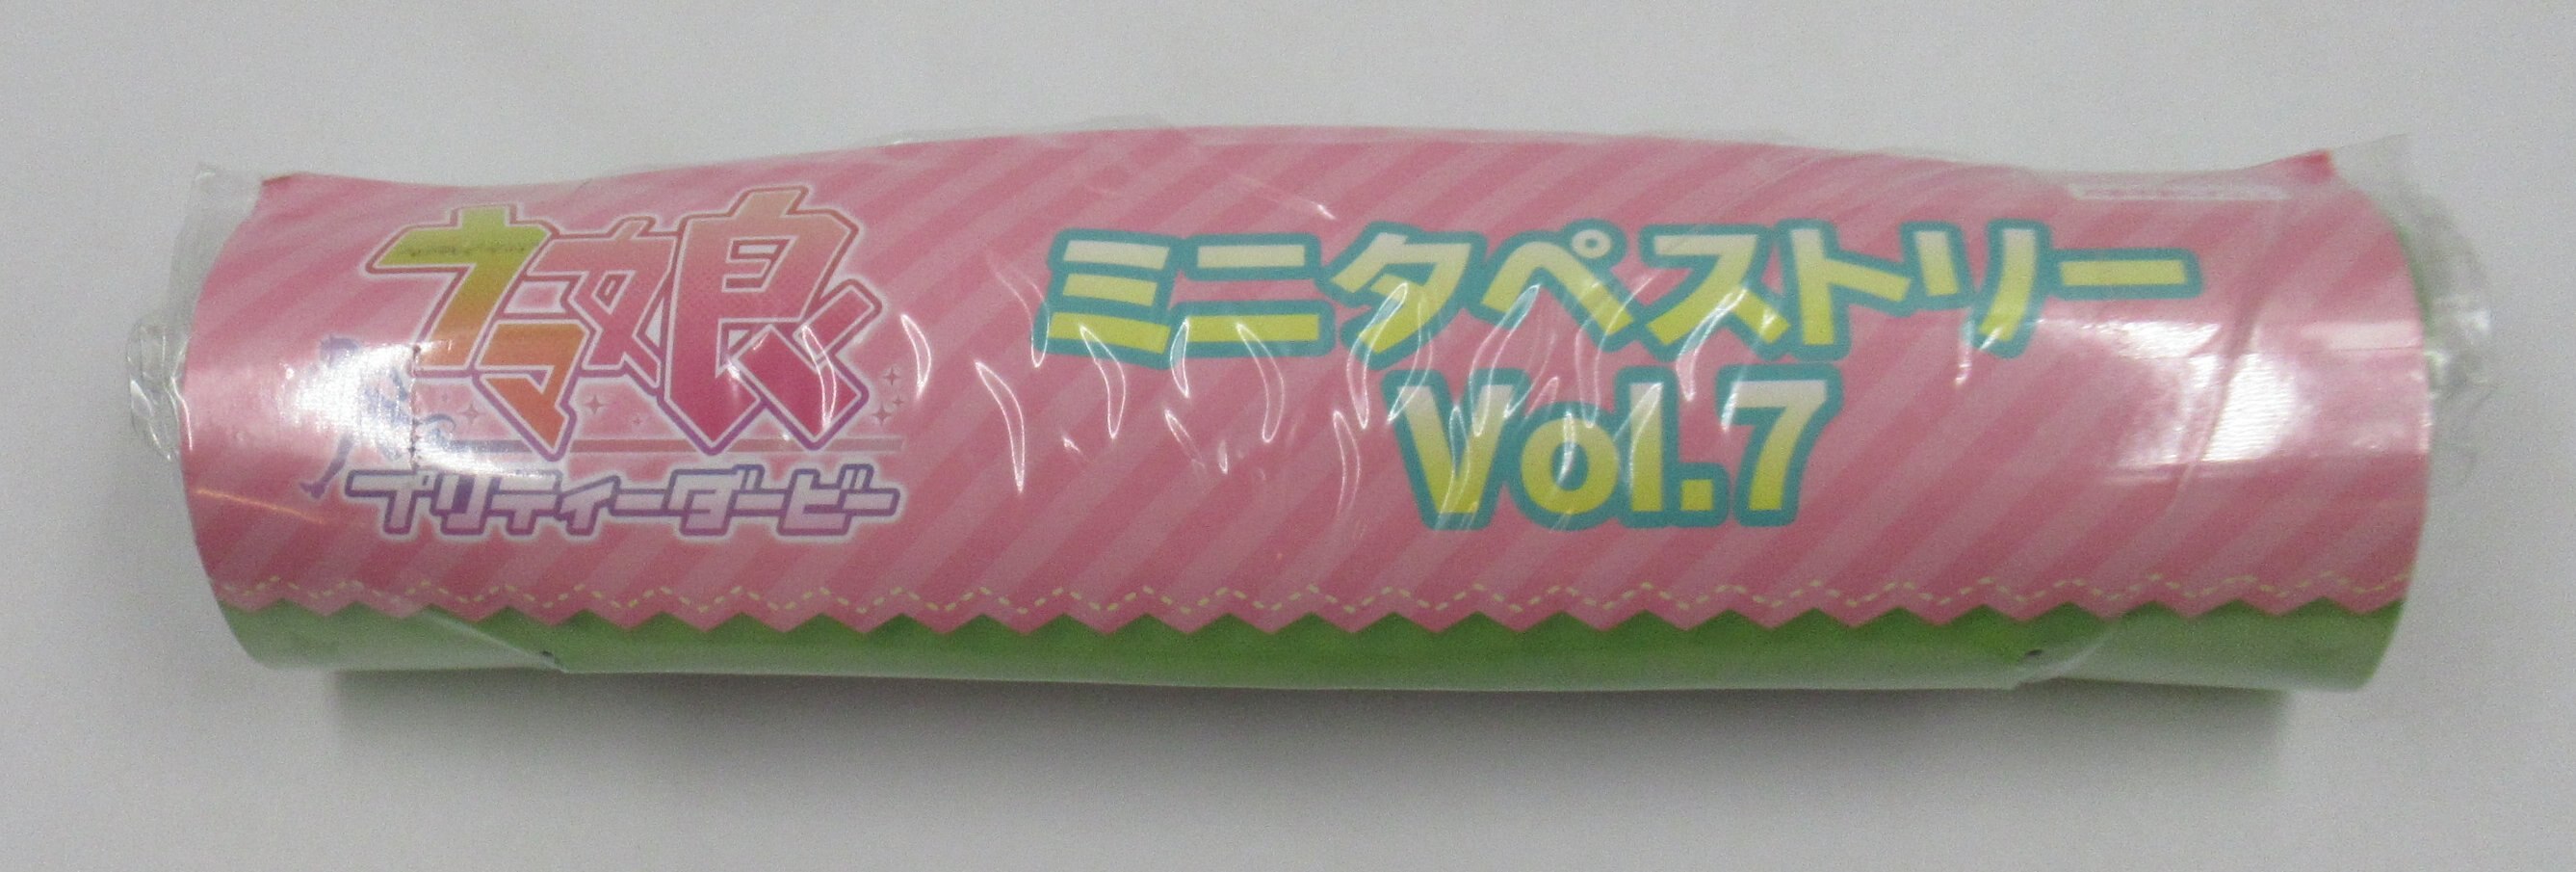 ウマ娘
プリティーダービー
ミニタペストリー
Vol.7